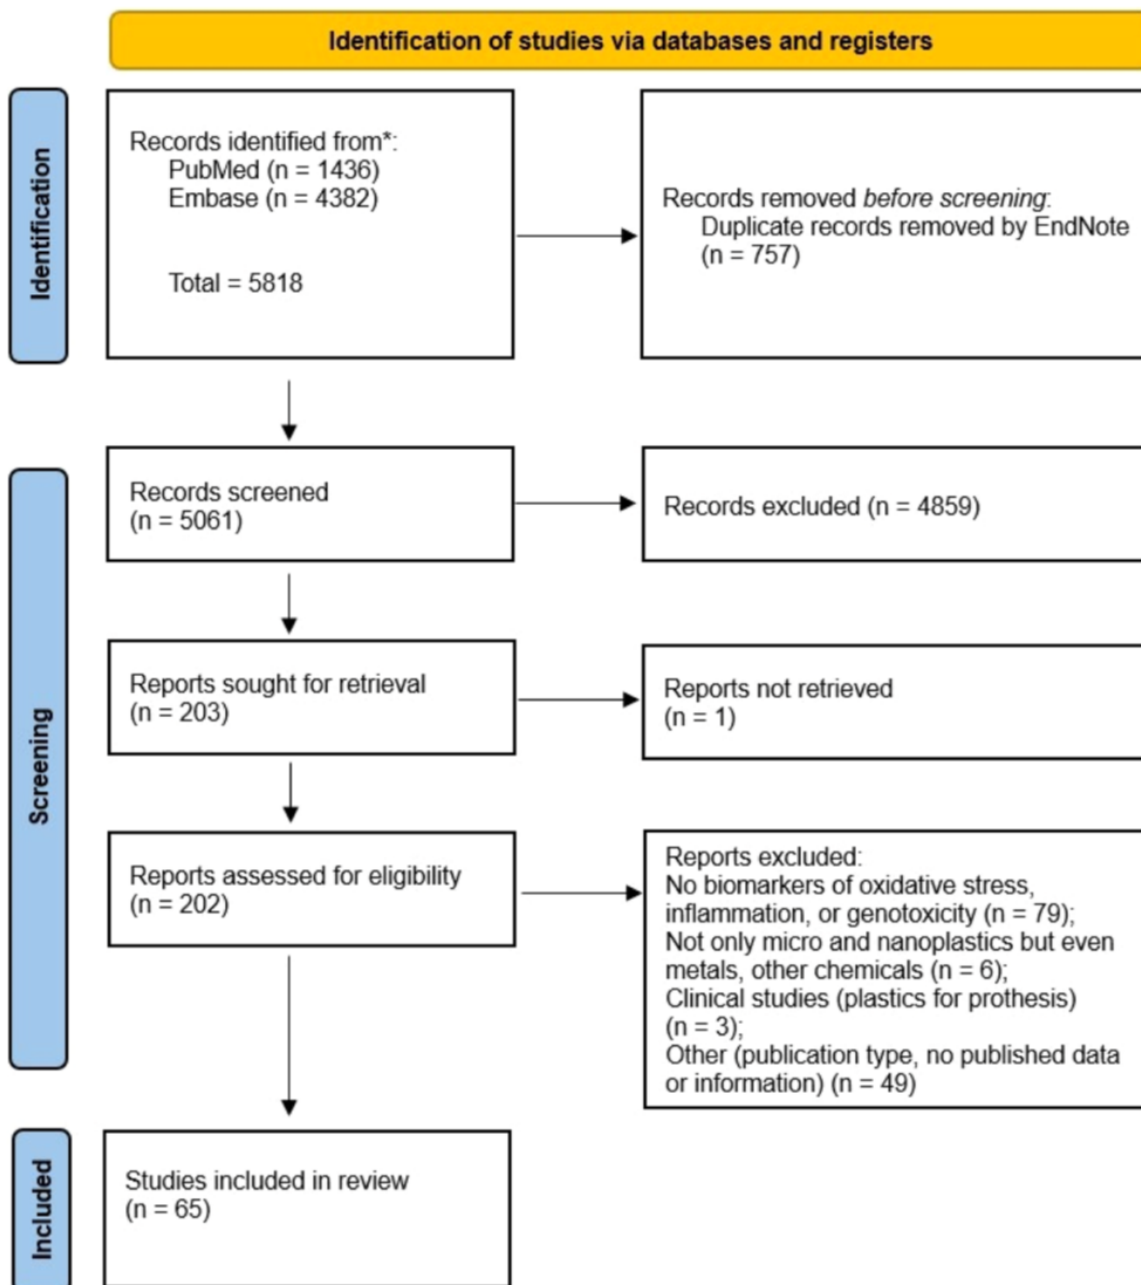 Identification of studies via databases and registers
Identification
Records identified from*:
PubMed (n = 1436)
Embase (n = 4382)
Total = 5818
Records removed before screening:
Duplicate records removed by EndNote
(n = 757)
Screening
Records screened
(n = 5061)
Records excluded (n = 4859)
Reports sought for retrieval
(n = 203)
Reports not retrieved
(n = 1)
Reports assessed for eligibility
(n = 202)
Reports excluded:
No biomarkers of oxidative stress,
inflammation, or genotoxicity (n = 79);
Not only micro and nanoplastics but even
metals, other chemicals (n = 6);
Clinical studies (plastics for prothesis)
(n = 3);
Other (publication type, no published data
or information) (n = 49)
Included
Studies included in review
(n = 65)